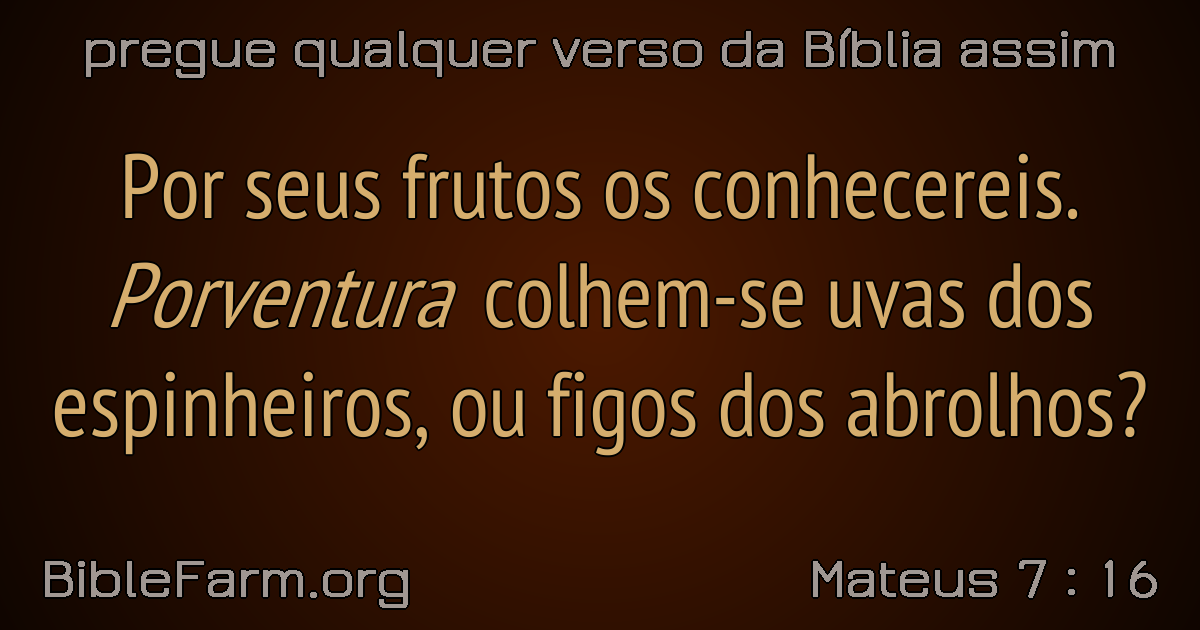 pregue qualquer verso da Bíblia assim
Por seus frutos os conhecereis.
Porventura colhem-se uvas dos
espinheiros, ou figos dos abrolhos?
BibleFarm.org
Mateus 7 : 16